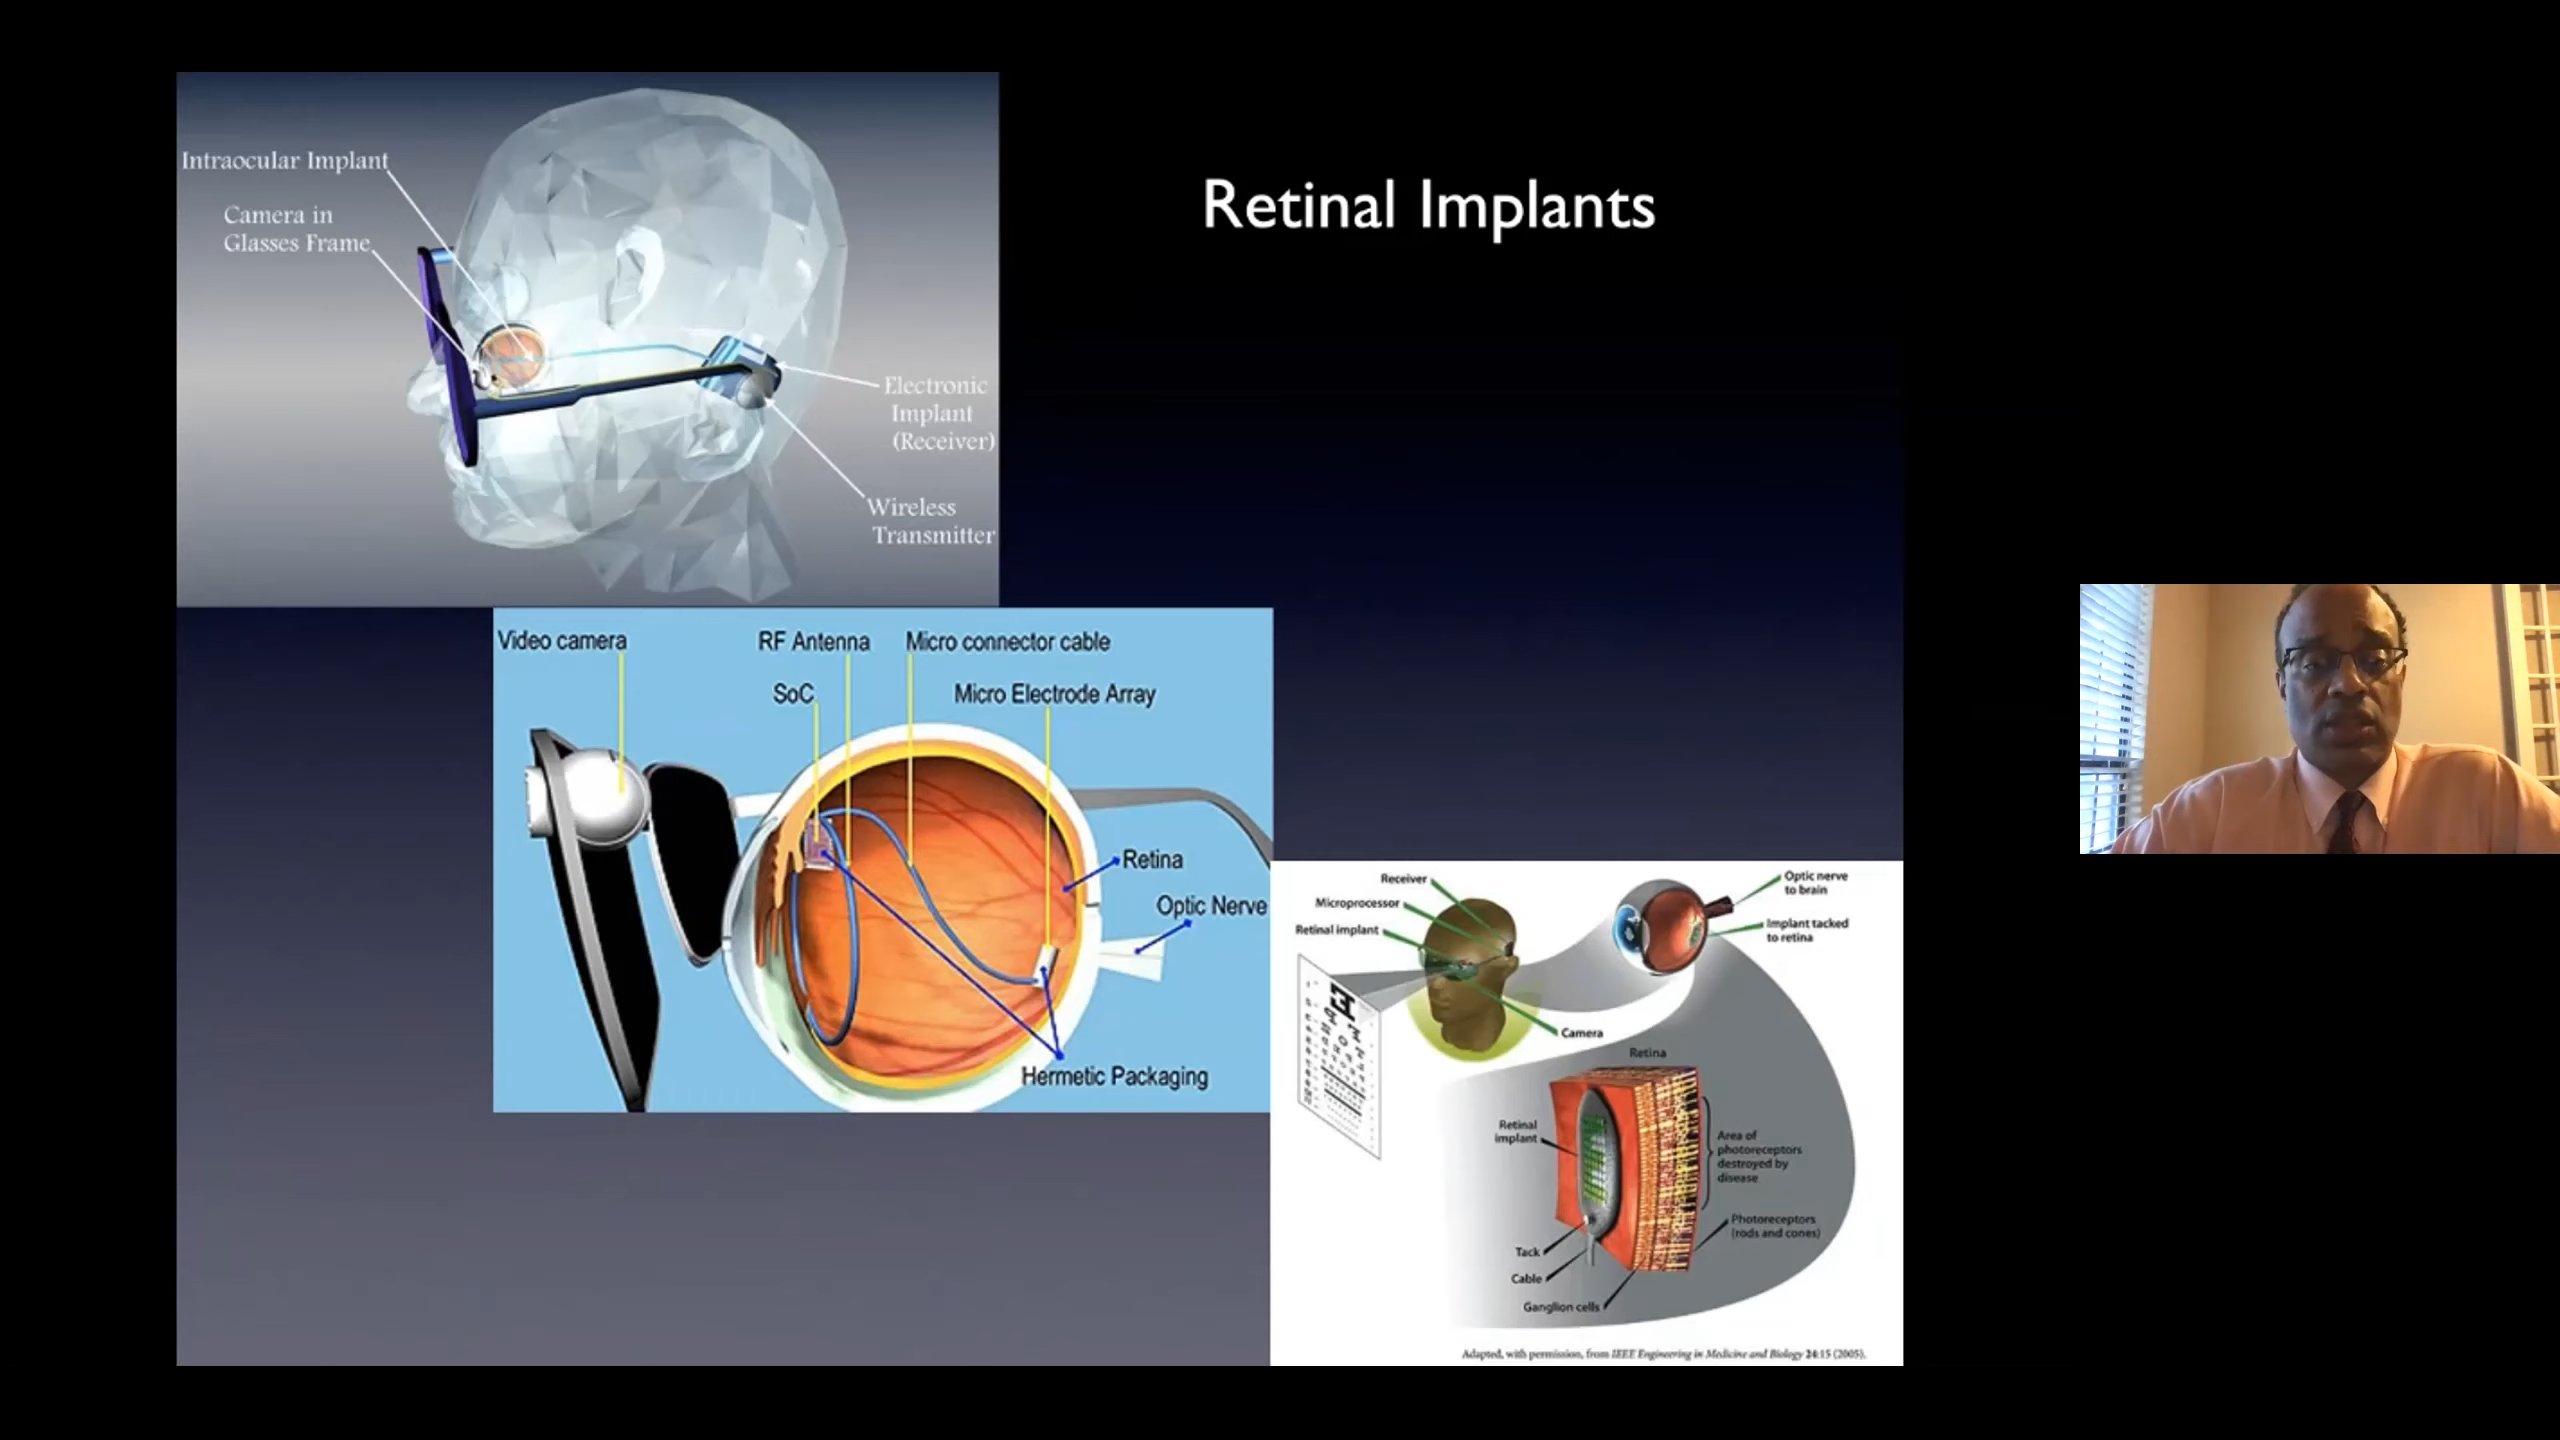 Retinal Implants
Intraocular Implant
Camera in
Glasses Frame
Electronic
Implant
(Receiver)
Wireless
Transmitter
Video camera
RF Antenna
Micro connector cable
SoC
Micro Electrode Array
Retina
Optic Nerve
Hermetic Packaging
Receiver
Microprocessor
Retinal implant
Optic nerve
to brain
Implant tacked
to retina
Camera
Retina
Retinal
implant
Area of
photoreceptors
destroyed by
disease
Photoreceptors
(rods and cones)
Tack
Cable
Ganglion cells
Adapted, with permission, from IEEE Engineering in Medicine and Biology 24:15 (2005).